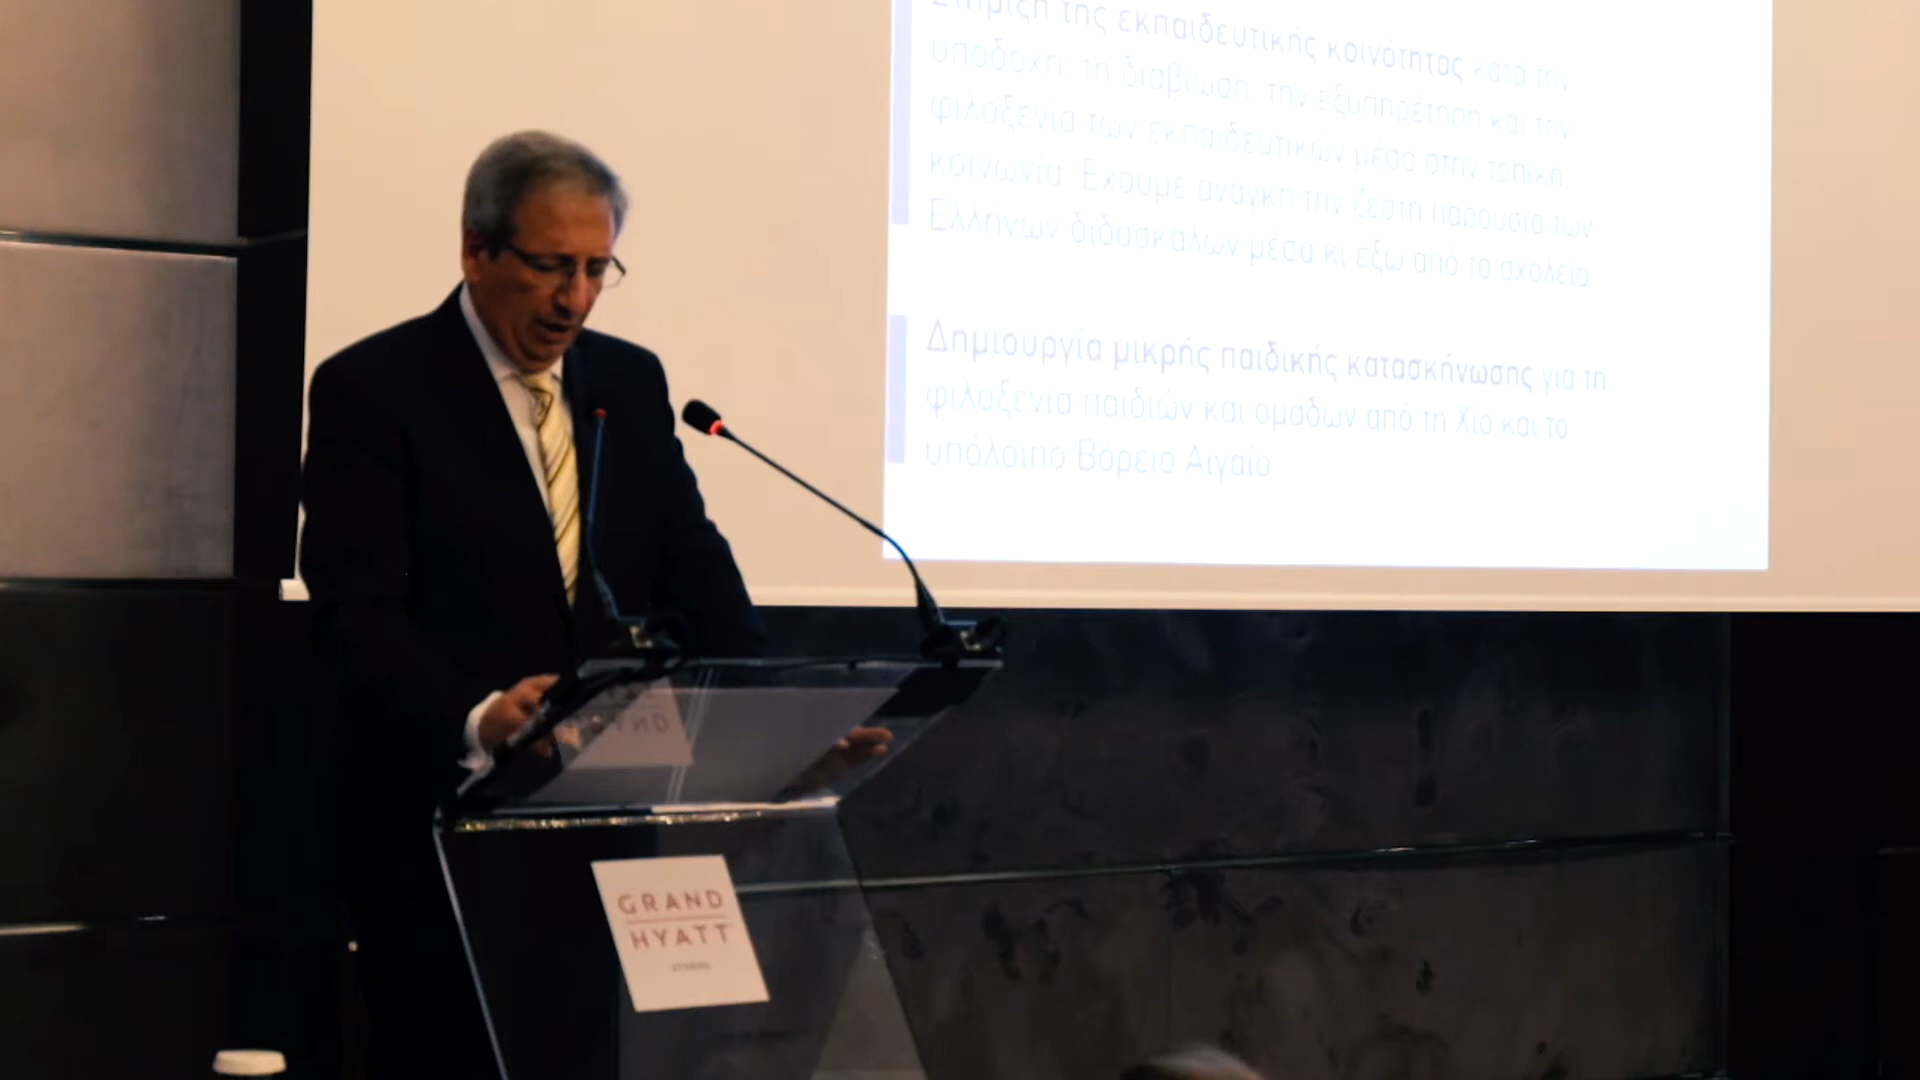 Στήριξη της εκπαιδευτικής κοινότητας κατά την
υποδοχή, τη διαβίωση, την εξυπηρέτηση και την
φιλοξενία των εκπαιδευτικών μέσα στην τοπική
κοινωνία. Έχουμε ανάγκη την ζεστή παρουσία των
Ελλήνων διδασκάλων μέσα κι έξω από το σχολείο
Δημιουργία μικρής παιδικής κατασκήνωσης για τη
φιλοξενία παιδιών και ομάδων από τη Χίο και το
υπόλοιπο Βόρειο Αιγαίο
GRAND
HYATT
ATHENS